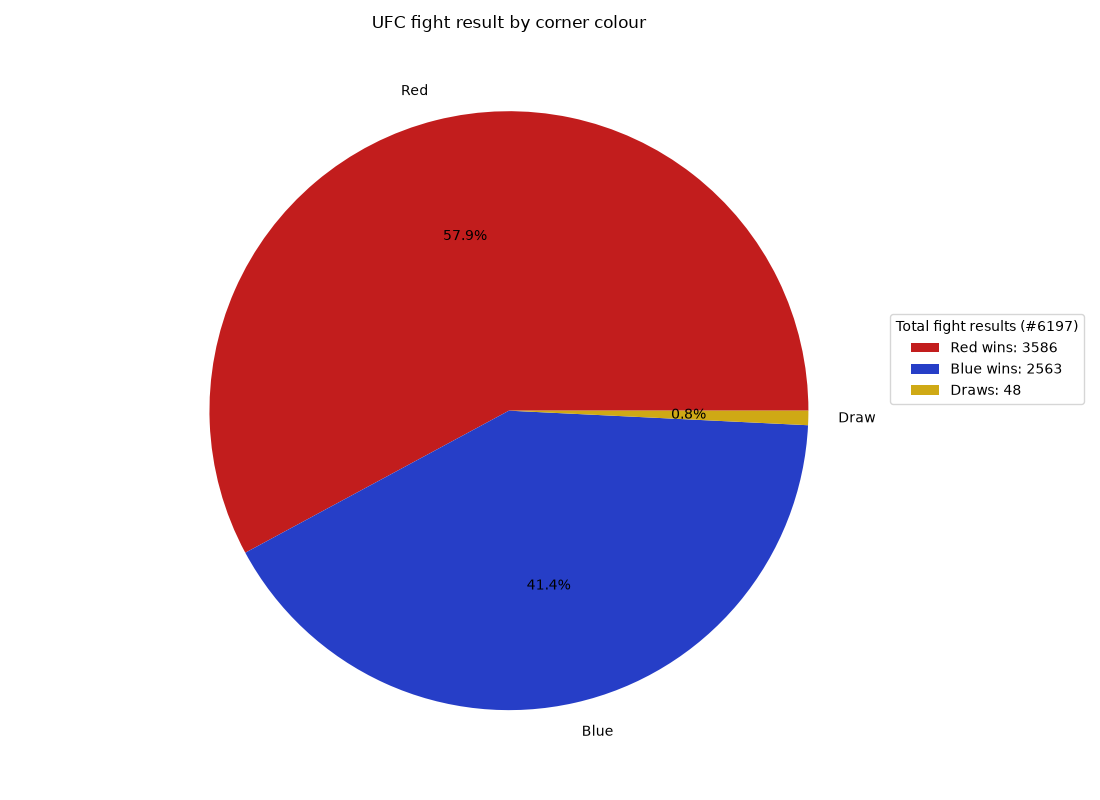 UFC fight result by corner colour
Red
57.9%
Total fight results (#6197)
Red wins: 3586
Blue wins: 2563
Draws: 48
0.8%
Draw
41.4%
Blue